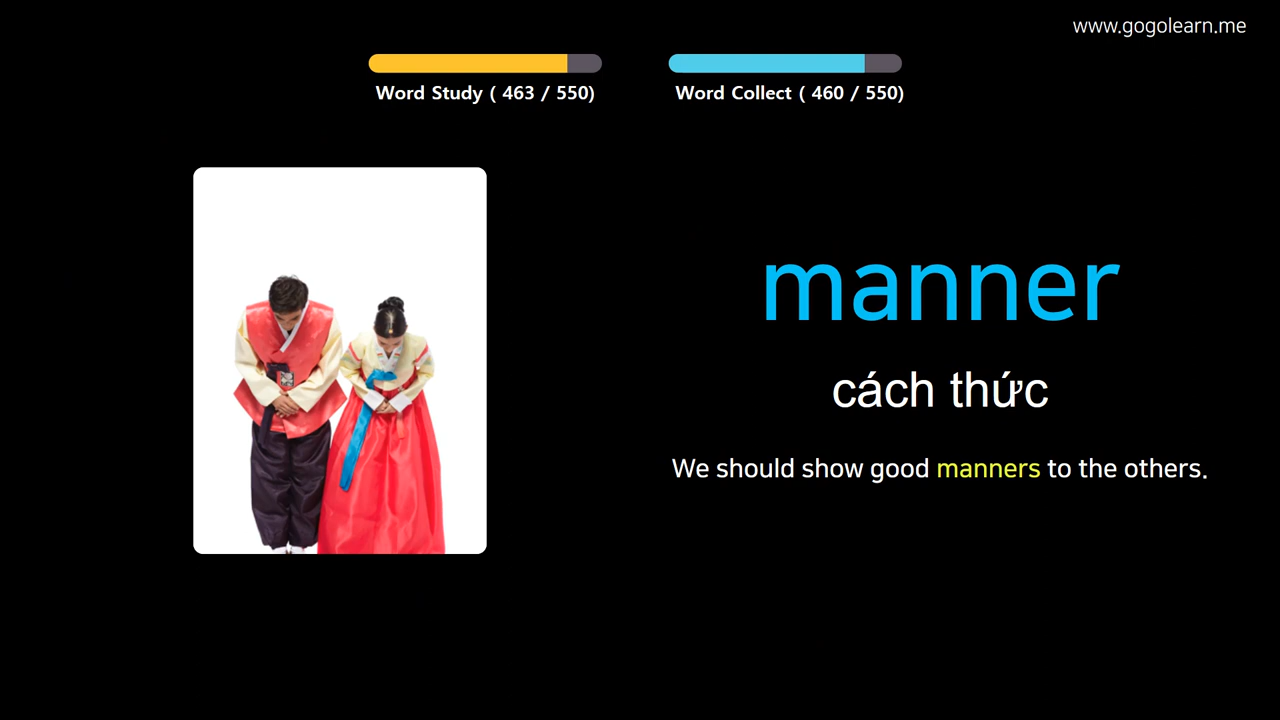 www.gogolearn.me
Word Study ( 463 / 550)
Word Collect ( 460 / 550)
manner
cách thức
We should show good manners to the others.